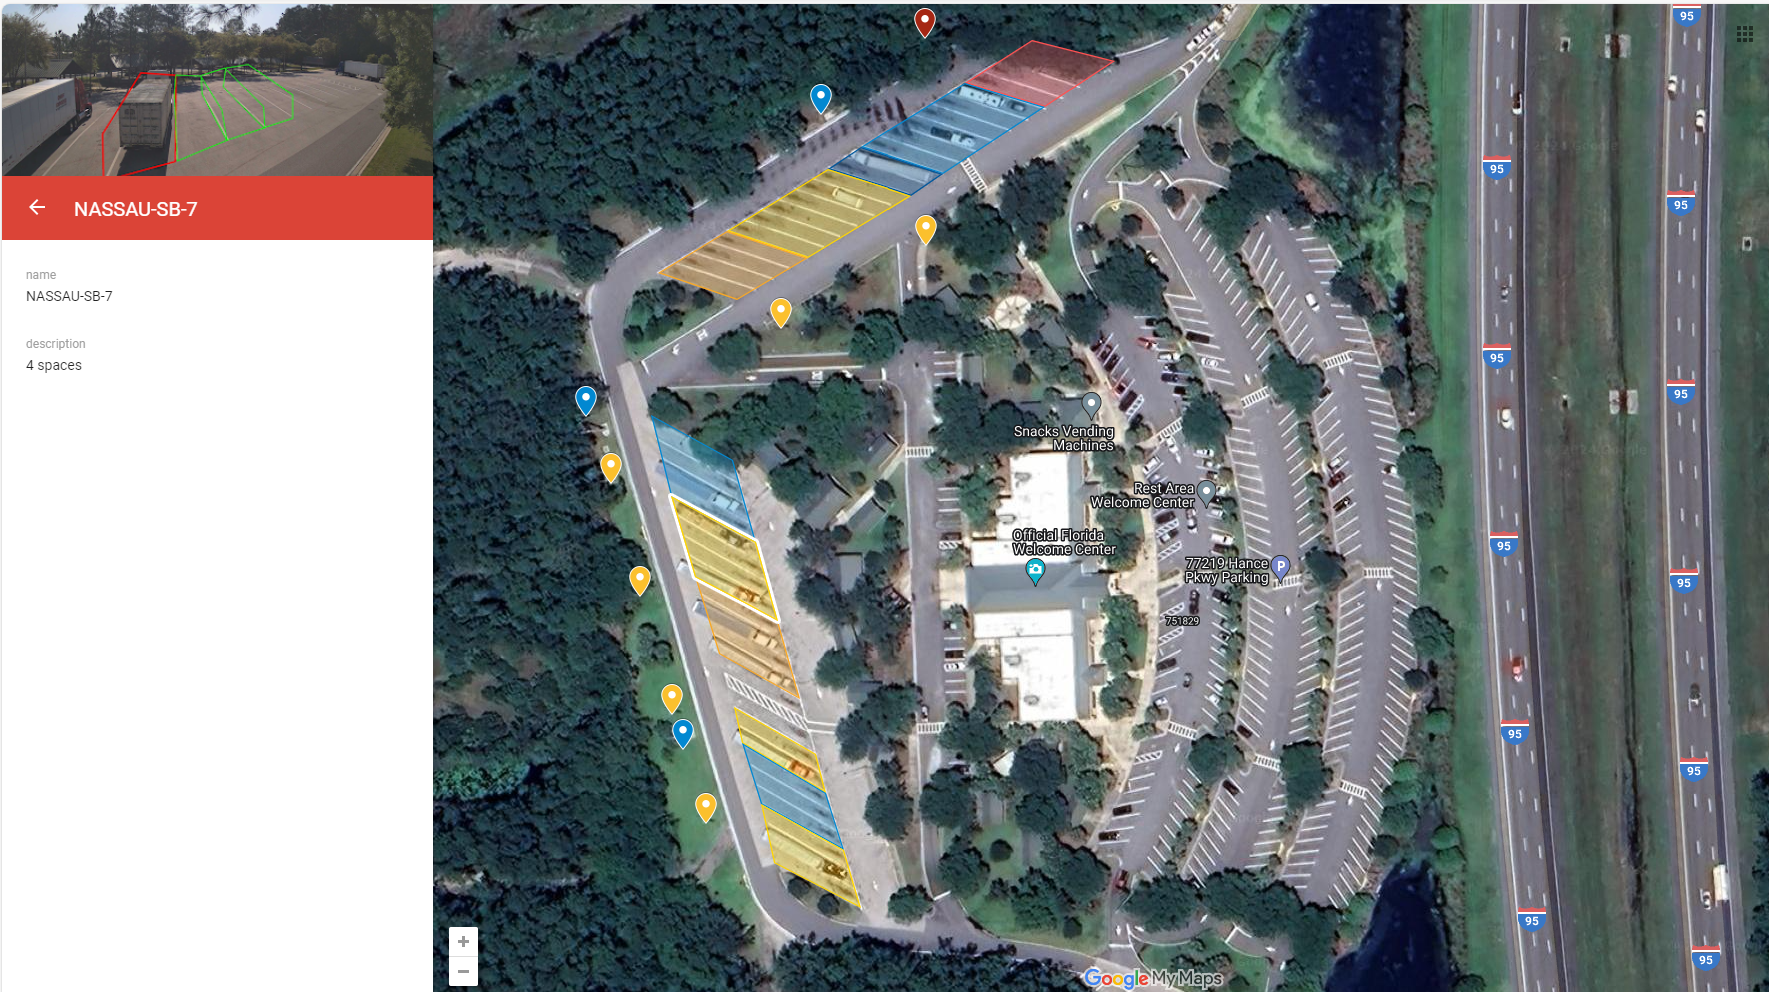 NASSAU-SB-7
name
NASSAU-SB-7
description
4 spaces
Snacks Vending
Machines
Rest Area
Welcome Center
Official Florida
Welcome Center
77219 Hance
Pkwy Parking
P
751829
95
95
95
95
95
95
95
95
95
95
95
95
+
−
Google My Maps